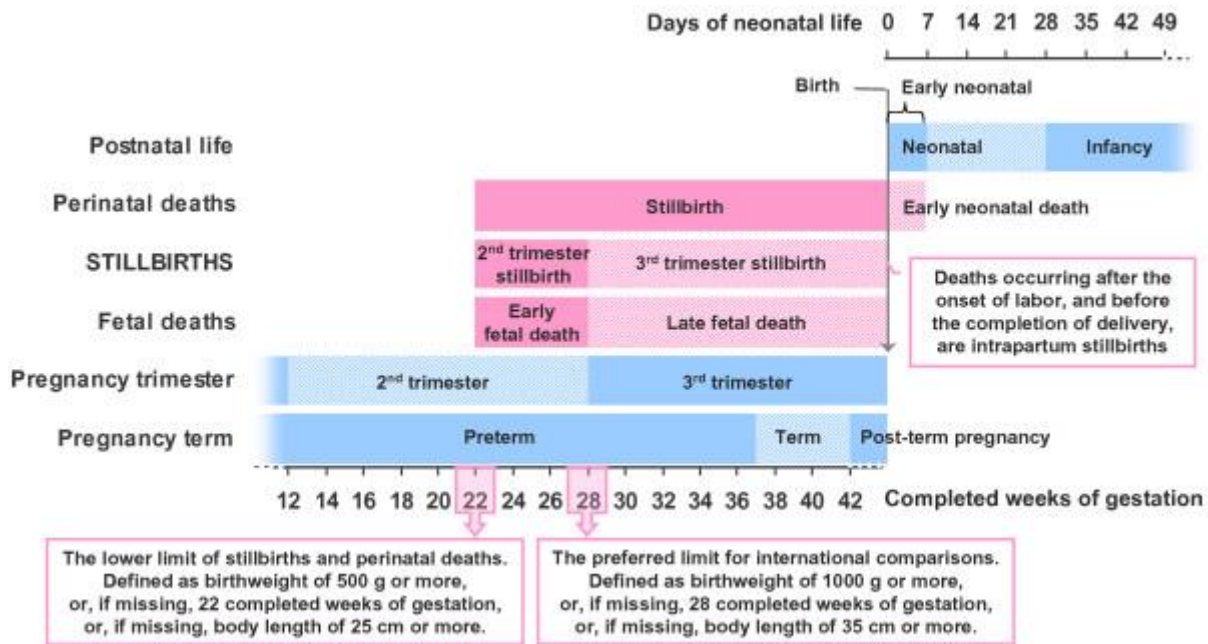 Days of neonatal life 0 7 14 21 28 35 42 49
Birth
Early neonatal
Postnatal life
Neonatal
Infancy
Perinatal deaths
Stillbirth
Early neonatal death
STILLBIRTHS
2nd trimester
stillbirth
3rd trimester stillbirth
Fetal deaths
Early
fetal death
Late fetal death
Deaths occurring after the
onset of labor, and before
the completion of delivery,
are intrapartum stillbirths
Pregnancy trimester
2nd trimester
3rd trimester
Pregnancy term
Preterm
Term
Post-term pregnancy
12 14 16 18 20 22 24 26 28 30 32 34 36 38 40 42 Completed weeks of gestation
The lower limit of stillbirths and perinatal deaths.
Defined as birthweight of 500 g or more,
or, if missing, 22 completed weeks of gestation,
or, if missing, body length of 25 cm or more.
The preferred limit for international comparisons.
Defined as birthweight of 1000 g or more,
or, if missing, 28 completed weeks of gestation,
or, if missing, body length of 35 cm or more.